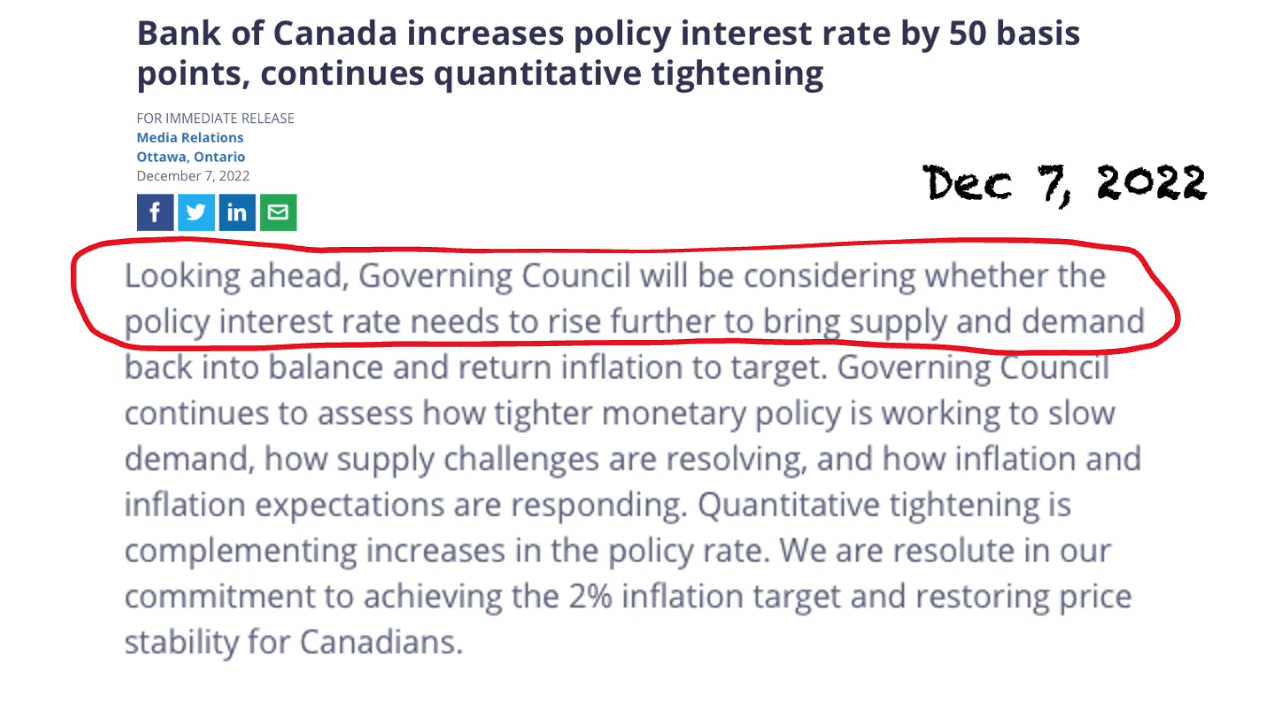 Bank of Canada increases policy interest rate by 50 basis
points, continues quantitative tightening
FOR IMMEDIATE RELEASE
Media Relations
Ottawa, Ontario
December 7, 2022
Dec 7, 2022
Looking ahead, Governing Council will be considering whether the
policy interest rate needs to rise further to bring supply and demand
back into balance and return inflation to target. Governing Council
continues to assess how tighter monetary policy is working to slow
demand, how supply challenges are resolving, and how inflation and
inflation expectations are responding. Quantitative tightening is
complementing increases in the policy rate. We are resolute in our
commitment to achieving the 2% inflation target and restoring price
stability for Canadians.